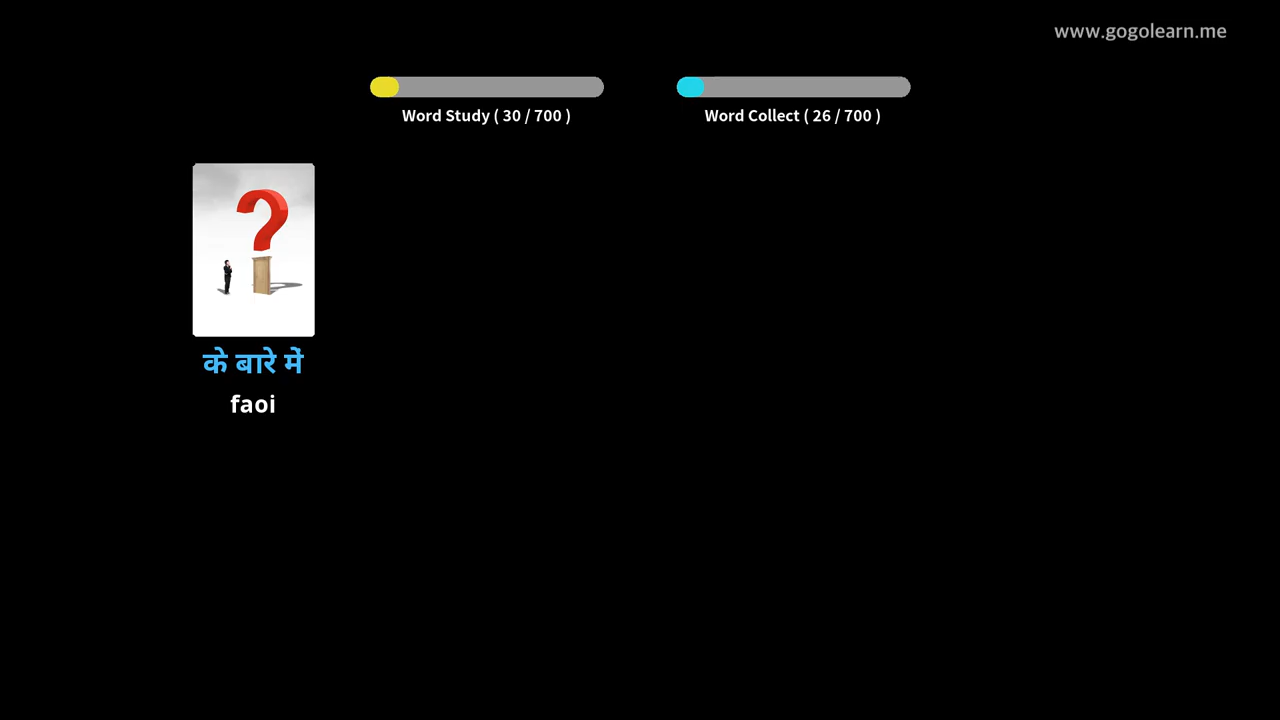 www.gogolearn.me
Word Study ( 30 / 700 )
Word Collect ( 26 / 700 )
के बारे में
faoi